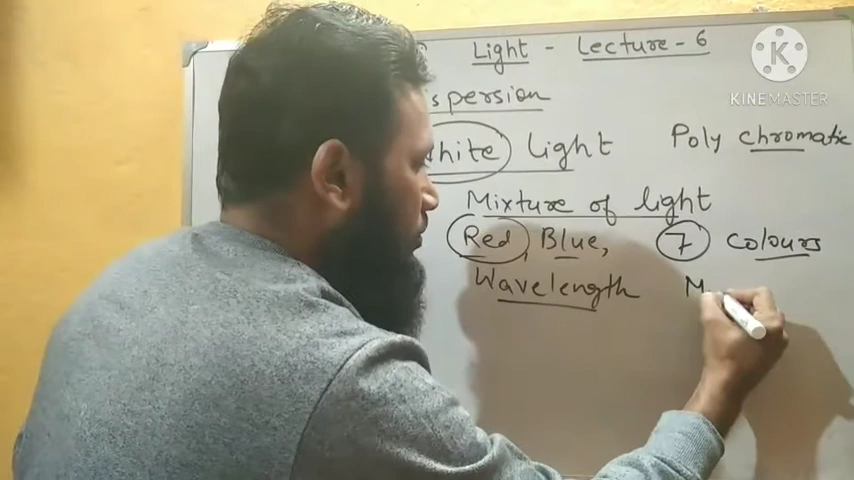 Light - Lecture - 6
spersion
hite light Poly chromatic
Mixture of light
Red, Blue, 7 colours
Wavelength M
K
KINEMASTER